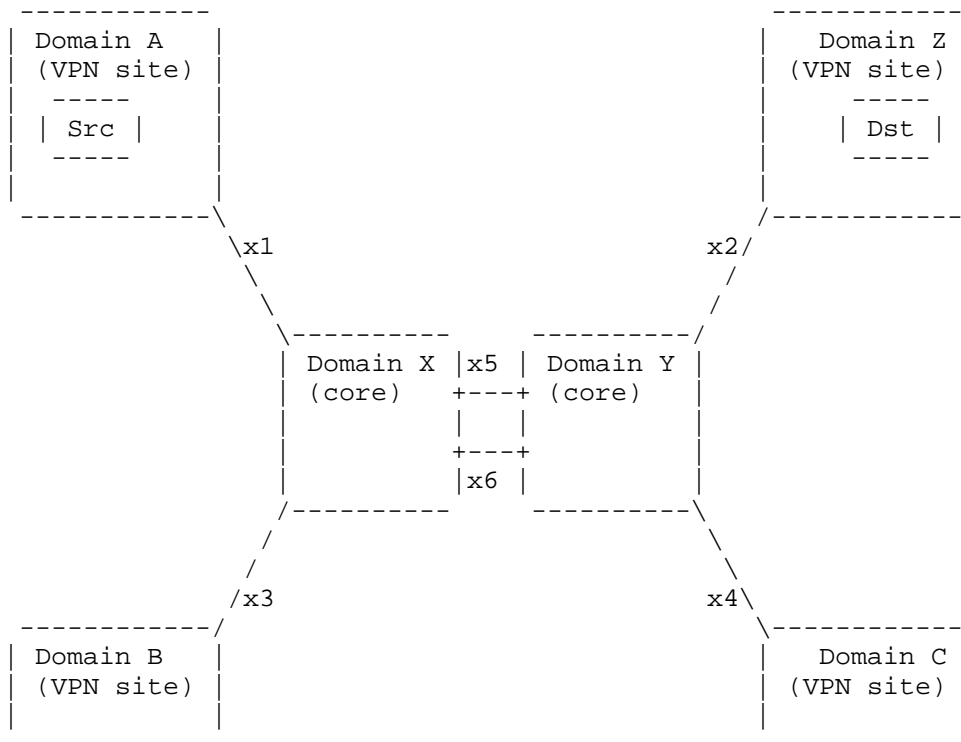 Domain A Domain Z
(VPN site) (VPN site)
Src Dst
x1 x2
Domain X x5 Domain Y
(core) (core)
x6
x3 x4
Domain B Domain C
(VPN site) (VPN site)